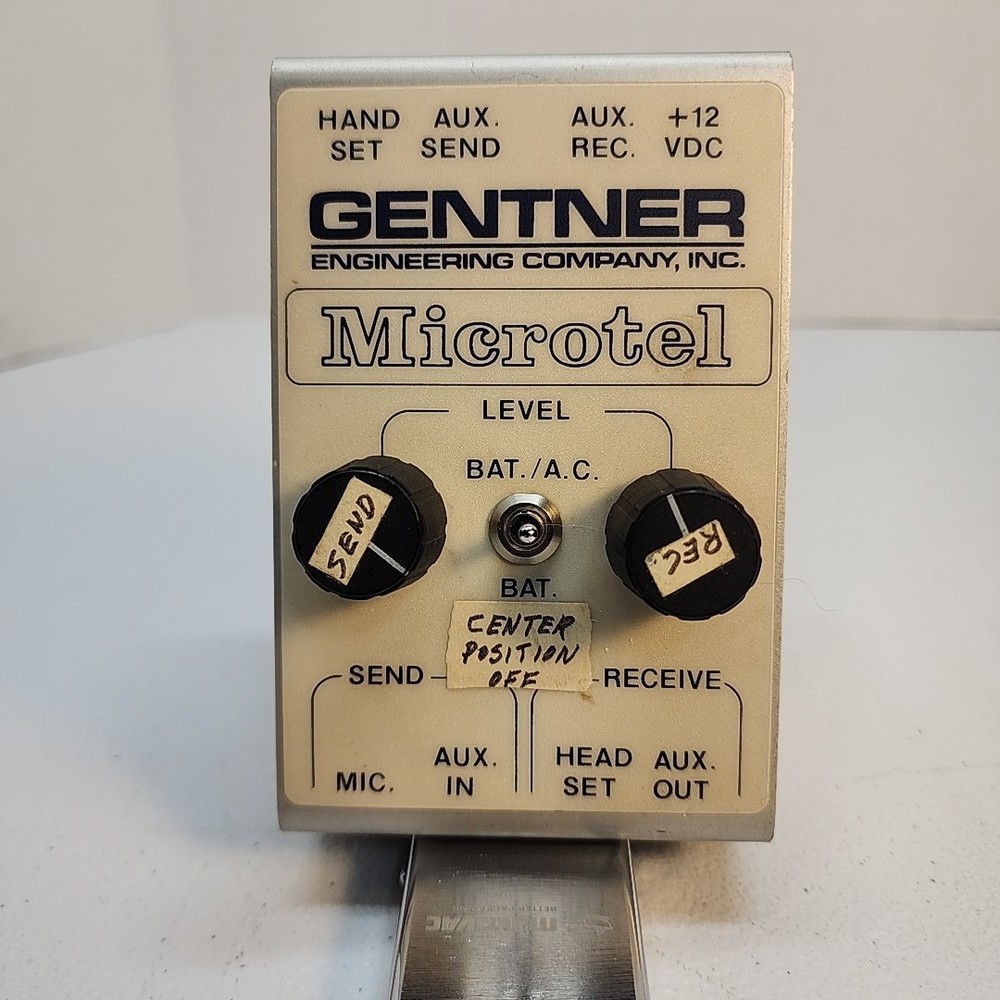 HAND AUX. AUX. +12
SET SEND REC. VDC
GENTNER
ENGINEERING COMPANY, INC.
Microtel
LEVEL
BAT./A.C.
SEND
REC.
BAT.
CENTER
POSITION
OFF
SEND RECEIVE
MIC. AUX. IN
HEAD SET AUX. OUT